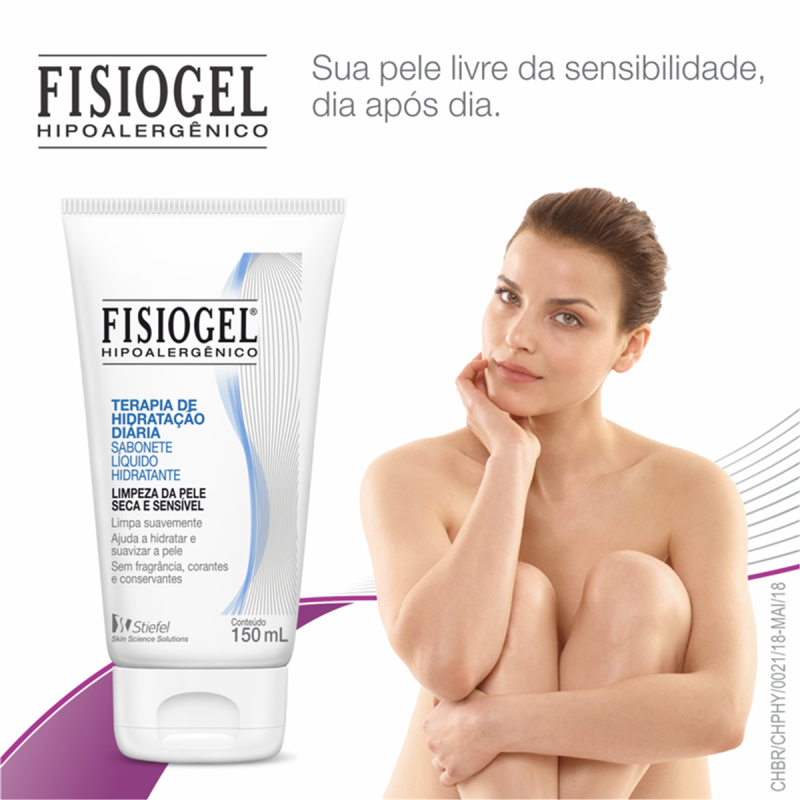 FISIOGEL
HIPOALERGÊNICO
Sua pele livre da sensibilidade,
dia após dia.
FISIOGEL®
HIPOALERGÊNICO
TERAPIA DE
HIDRATAÇÃO
DIÁRIA
SABONETE
LÍQUIDO
HIDRATANTE
LIMPEZA DA PELE
SECA E SENSÍVEL
Limpa suavemente
Ajuda a hidratar e
suavizar a pele
Sem fragrância, corantes
e conservantes
Stiefel
Skin Science Solutions
Conteúdo
150 mL
CHBR/CHPHY/0021/18-MAI/18